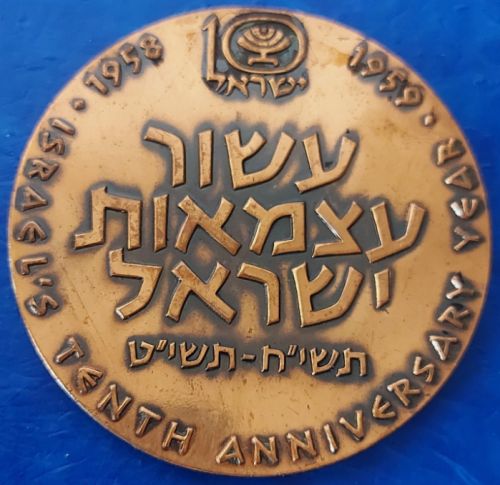 10
ישראל
עשור
עצמאות
ישראל
תשי"ח-תשי"ט
1958 • ISRAEL'S TENTH ANNIVERSARY YEAR • 1959